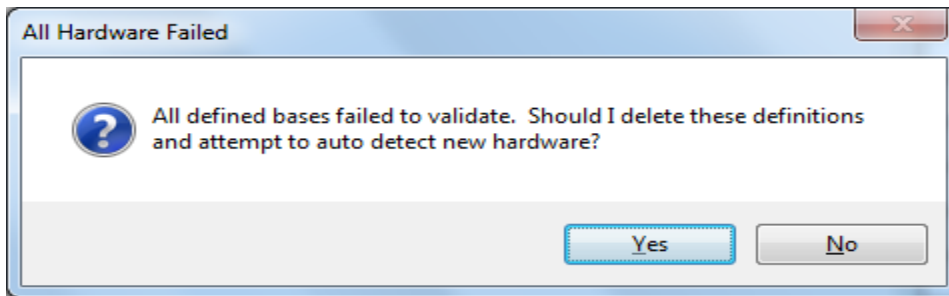 All Hardware Failed
All defined bases failed to validate.  Should I delete these definitions
and attempt to auto detect new hardware?
Yes
No